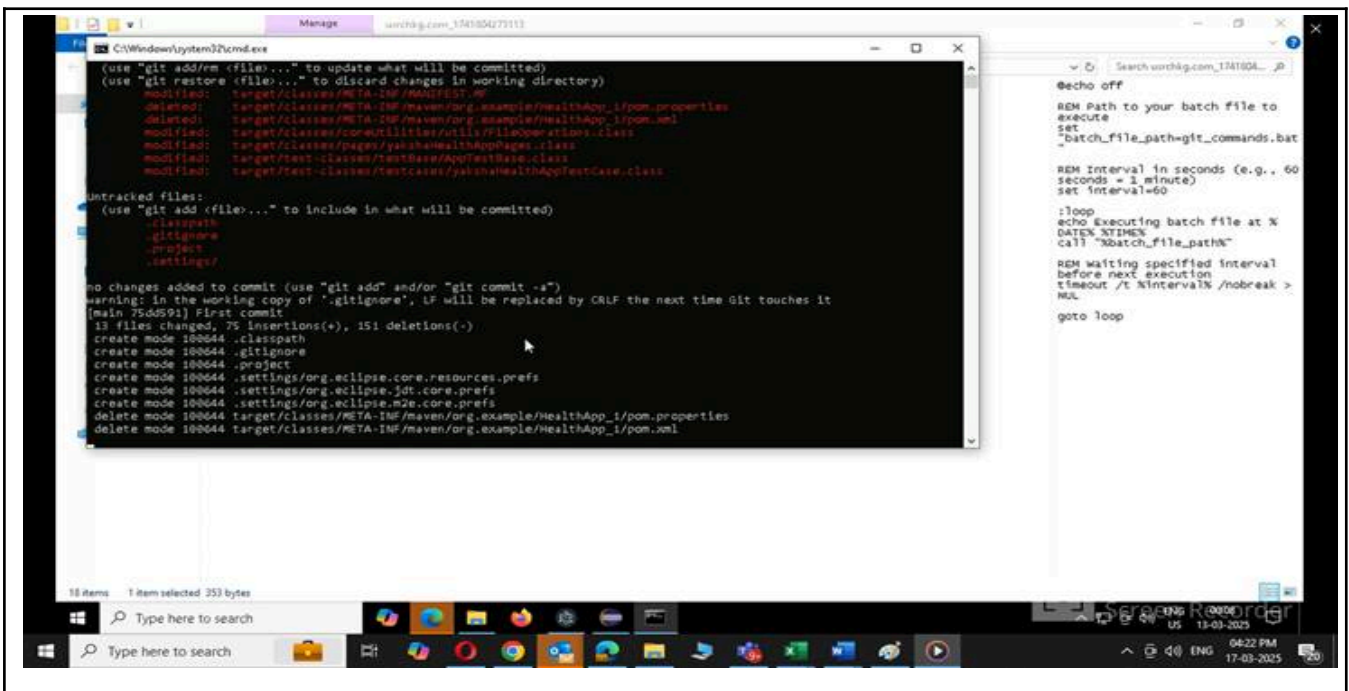 Manage
C:\Windows\system32\cmd.exe
(use "git add/rm <file>..." to update what will be committed)
(use "git restore <file>..." to discard changes in working directory)
modified: target/classes/META-INF/MANIFEST.MF
deleted: target/classes/META-INF/maven/org.example/HealthApp_1/pom.properties
deleted: target/classes/META-INF/maven/org.example/HealthApp_1/pom.xml
modified: target/classes/coreUtilities/utils/FileOperations.class
modified: target/classes/pages/yakshaHealthAppPages.class
modified: target/test-classes/testBase/AppTestBase.class
modified: target/test-classes/testcases/yakshaHealthAppTestCase.class
Untracked files:
(use "git add <file>..." to include in what will be committed)
.classpath
.gitignore
.project
.settings/
no changes added to commit (use "git add" and/or "git commit -a")
warning: in the working copy of '.gitignore', LF will be replaced by CRLF the next time Git touches it
[main 75dd591] First commit
13 files changed, 75 insertions(+), 151 deletions(-)
create mode 100644 .classpath
create mode 100644 .gitignore
create mode 100644 .project
create mode 100644 .settings/org.eclipse.core.resources.prefs
create mode 100644 .settings/org.eclipse.jdt.core.prefs
create mode 100644 .settings/org.eclipse.m2e.core.prefs
delete mode 100644 target/classes/META-INF/maven/org.example/HealthApp_1/pom.properties
delete mode 100644 target/classes/META-INF/maven/org.example/HealthApp_1/pom.xml
@echo off
REM Path to your batch file to
execute
set
"batch_file_path=git_commands.bat
"
REM Interval in seconds (e.g., 60
seconds = 1 minute)
set interval=60
:loop
echo Executing batch file at %
DATE% %TIME%
call "%batch_file_path%"
REM Waiting specified interval
before next execution
timeout /t %interval% /nobreak >
NUL
goto loop
18 items 1 item selected 353 bytes
Type here to search
ENG
US 13-03-2025
Screen Recorder
Type here to search
ENG
04:22 PM
17-03-2025
20